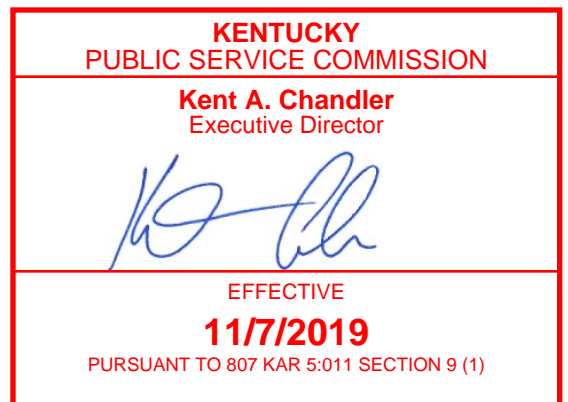 KENTUCKY
PUBLIC SERVICE COMMISSION
Kent A. Chandler
Executive Director
EFFECTIVE
11/7/2019
PURSUANT TO 807 KAR 5:011 SECTION 9 (1)